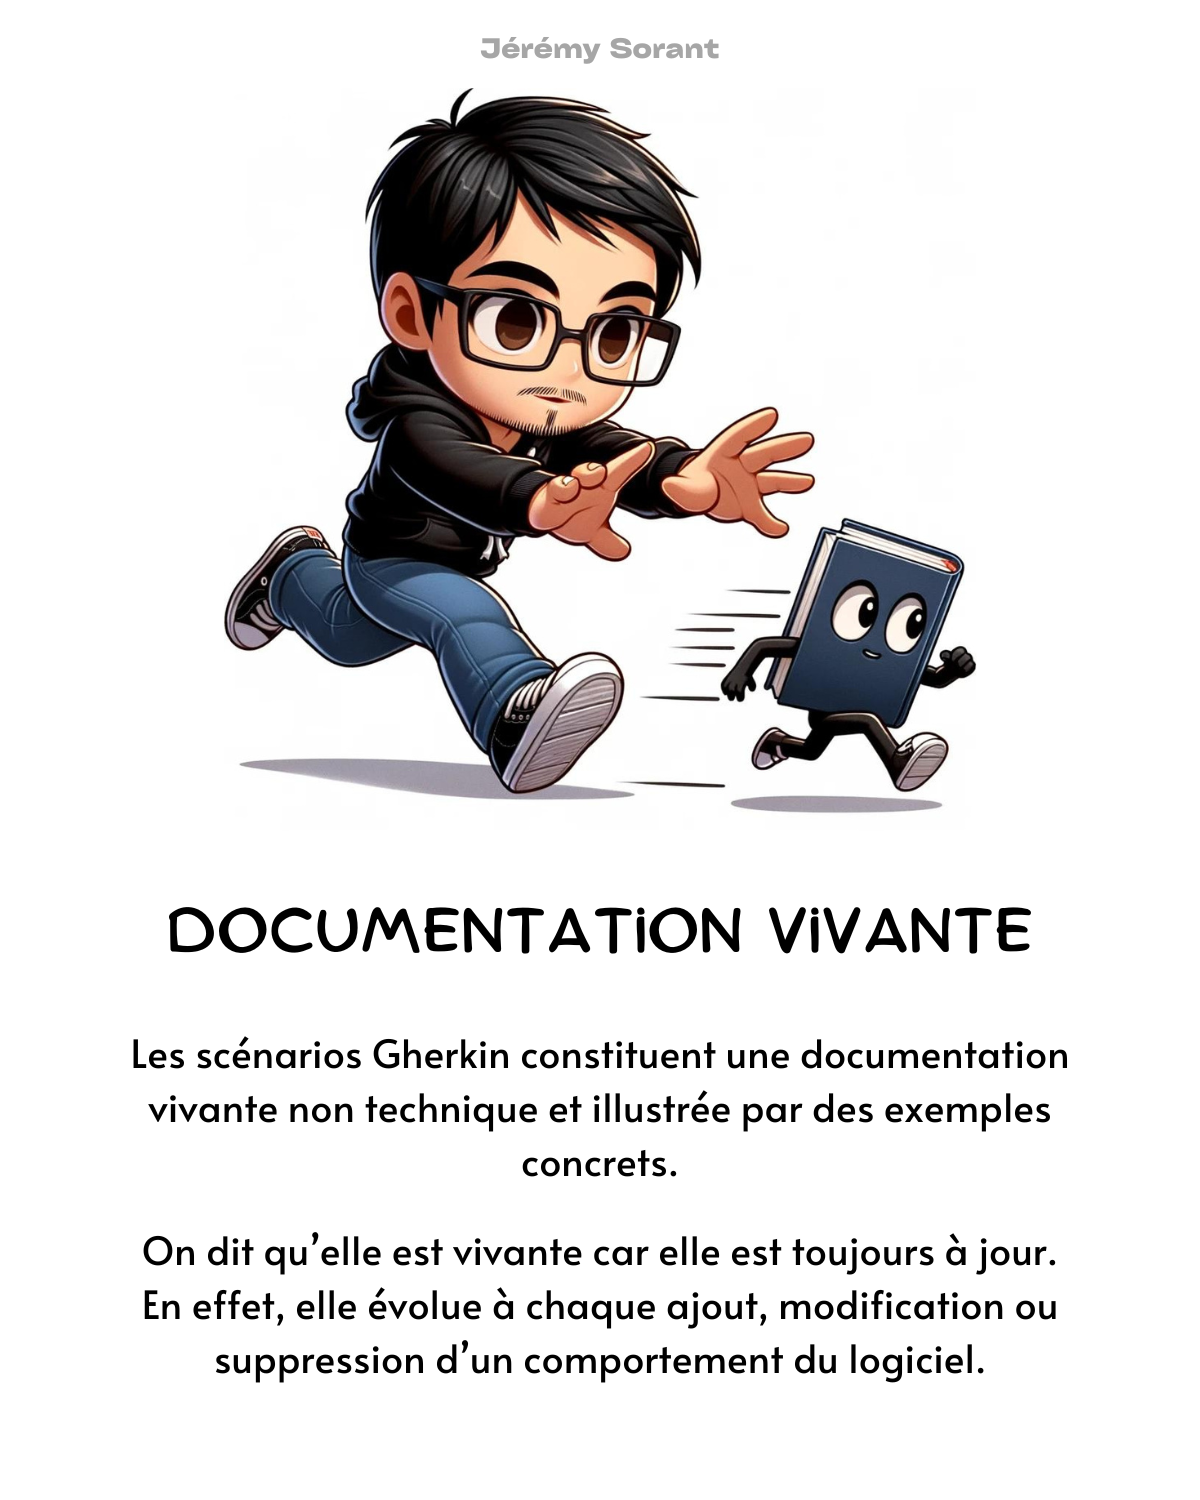 Jérémy Sorant
DOCUMENTATION VIVANTE
Les scénarios Gherkin constituent une documentation
vivante non technique et illustrée par des exemples
concrets.
On dit qu’elle est vivante car elle est toujours à jour.
En effet, elle évolue à chaque ajout, modification ou
suppression d’un comportement du logiciel.